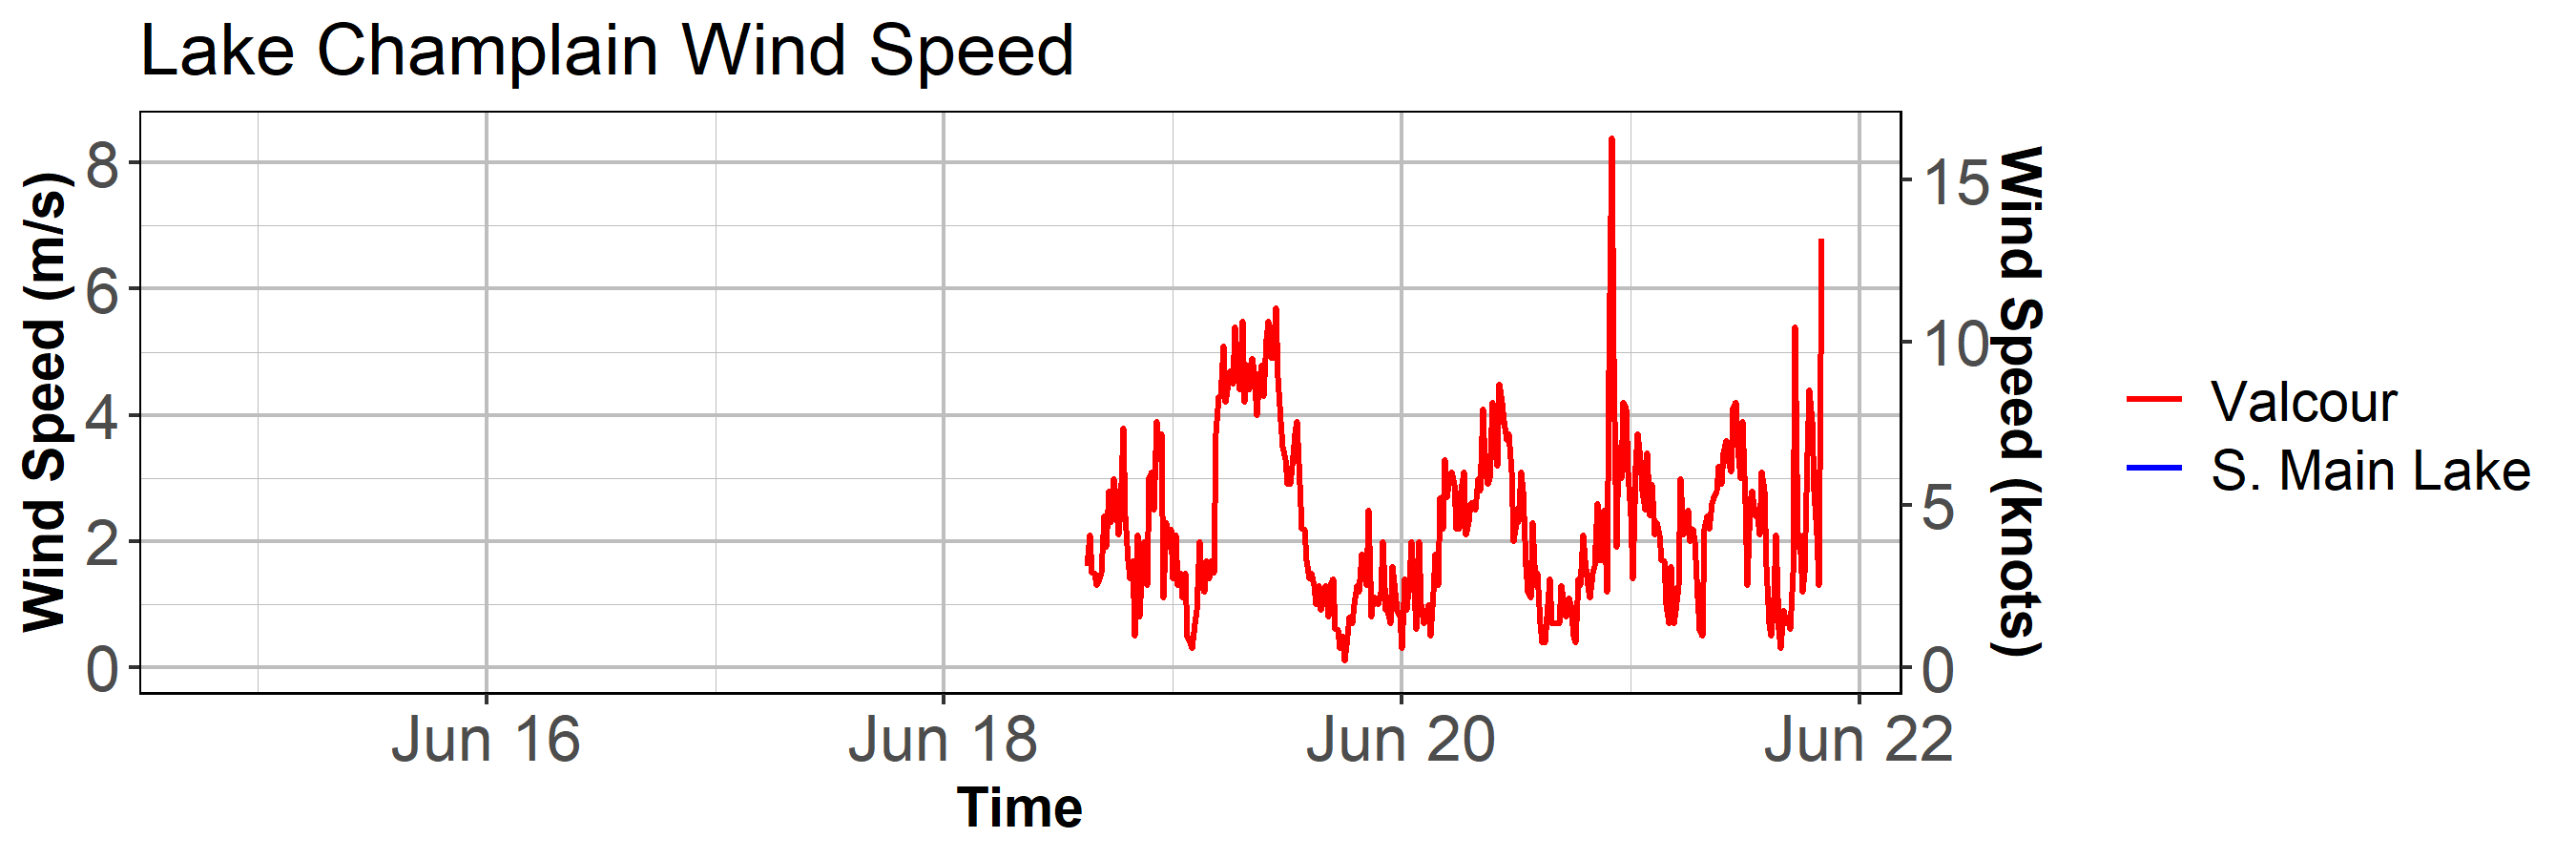 Lake Champlain Wind Speed
Wind Speed (m/s)
8
6
4
2
0
15
10
5
0
Wind Speed (knots)
Jun 16
Jun 18
Jun 20
Jun 22
Time
Valcour
S. Main Lake